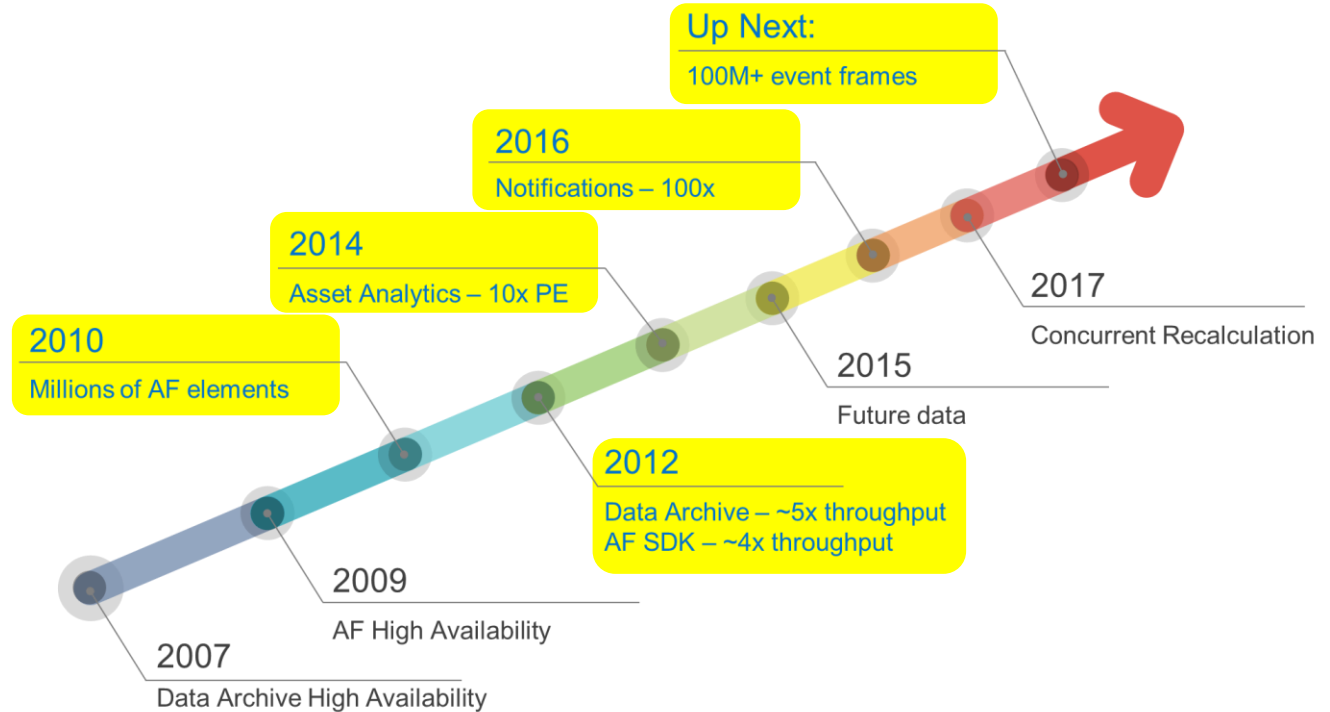 Up Next:
100M+ event frames
2016
Notifications – 100x
2014
Asset Analytics – 10x PE
2010
Millions of AF elements
2017
Concurrent Recalculation
2015
Future data
2012
Data Archive – ~5x throughput
AF SDK – ~4x throughput
2009
AF High Availability
2007
Data Archive High Availability